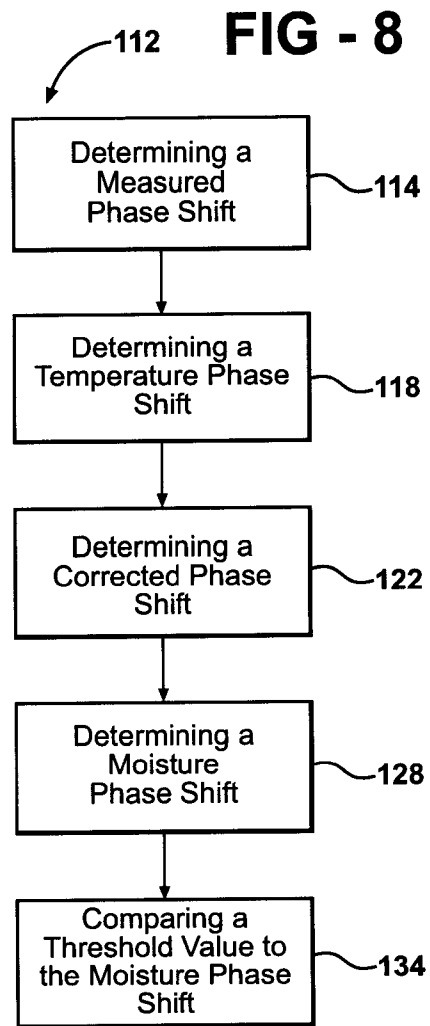 FIG - 8
112
Determining a
Measured
Phase Shift
114
Determining a
Temperature Phase
Shift
118
Determining a
Corrected Phase
Shift
122
Determining a
Moisture
Phase Shift
128
Comparing a
Threshold Value to
the Moisture Phase
Shift
134